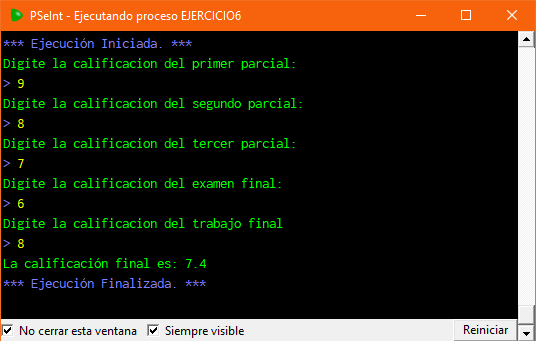 PSeInt - Ejecutando proceso EJERCICIO6
*** Ejecución Iniciada. ***
Digite la calificacion del primer parcial:
> 9
Digite la calificacion del segundo parcial:
> 8
Digite la calificacion del tercer parcial:
> 7
Digite la calificacion del examen final:
> 6
Digite la calificacion del trabajo final
> 8
La calificación final es: 7.4
*** Ejecución Finalizada. ***
No cerrar esta ventana Siempre visible Reiniciar